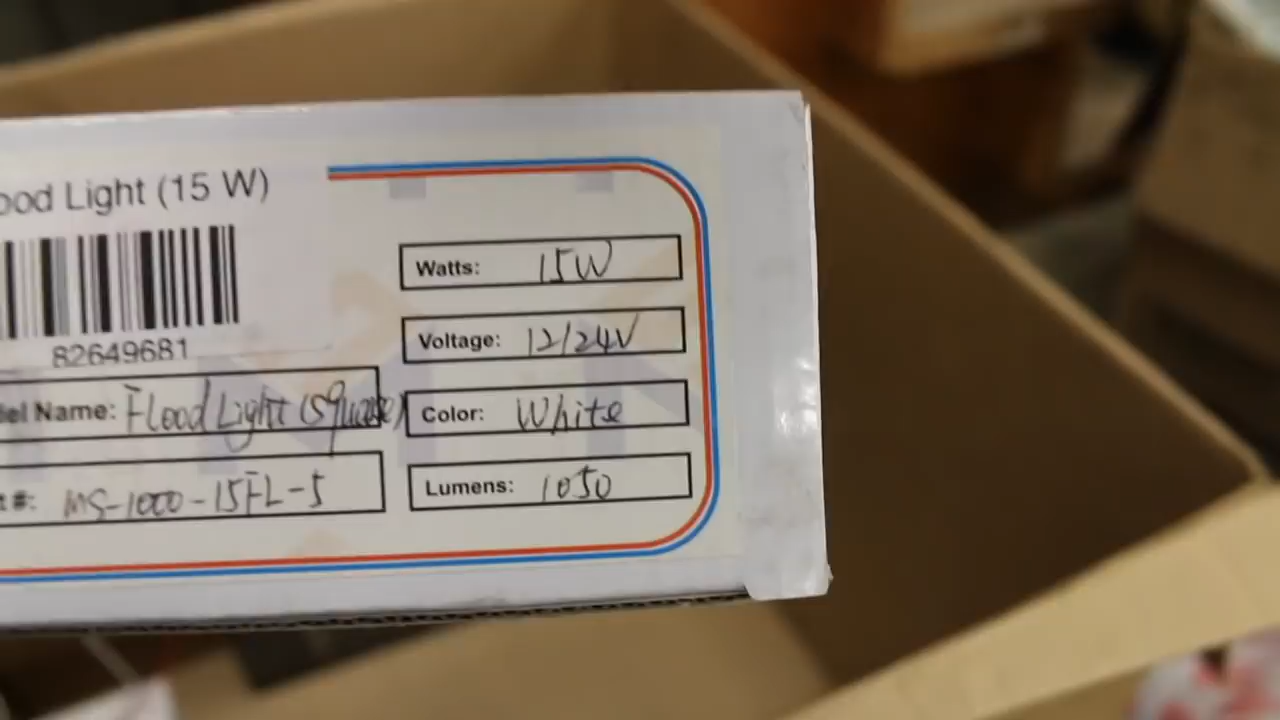 ood Light (15 W)
82649681
el Name: Flood Light (square)
t#: MS-1000-15FL-5
Watts: 15W
Voltage: 12/24V
Color: White
Lumens: 1050